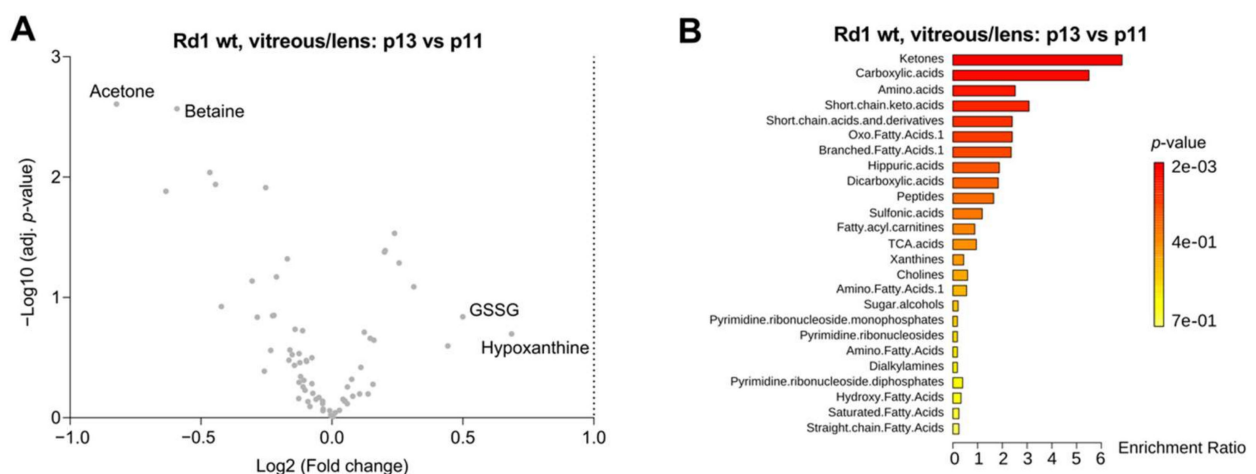 A
Rd1 wt, vitreous/lens: p13 vs p11
−Log10 (adj. p-value)
3
2
1
0
Acetone
Betaine
GSSG
Hypoxanthine
−1.0 −0.5 0.0 0.5 1.0
Log2 (Fold change)
B
Rd1 wt, vitreous/lens: p13 vs p11
Ketones
Carboxylic.acids
Amino.acids
Short.chain.keto.acids
Short.chain.acids.and.derivatives
Oxo.Fatty.Acids.1
Branched.Fatty.Acids.1
Hippuric.acids
Dicarboxylic.acids
Peptides
Sulfonic.acids
Fatty.acyl.carnitines
TCA.acids
Xanthines
Cholines
Amino.Fatty.Acids.1
Sugar.alcohols
Pyrimidine.ribonucleoside.monophosphates
Pyrimidine.ribonucleosides
Amino.Fatty.Acids
Dialkylamines
Pyrimidine.ribonucleoside.diphosphates
Hydroxy.Fatty.Acids
Saturated.Fatty.Acids
Straight.chain.Fatty.Acids
0 1 2 3 4 5 6
Enrichment Ratio
p-value
2e-03
4e-01
7e-01